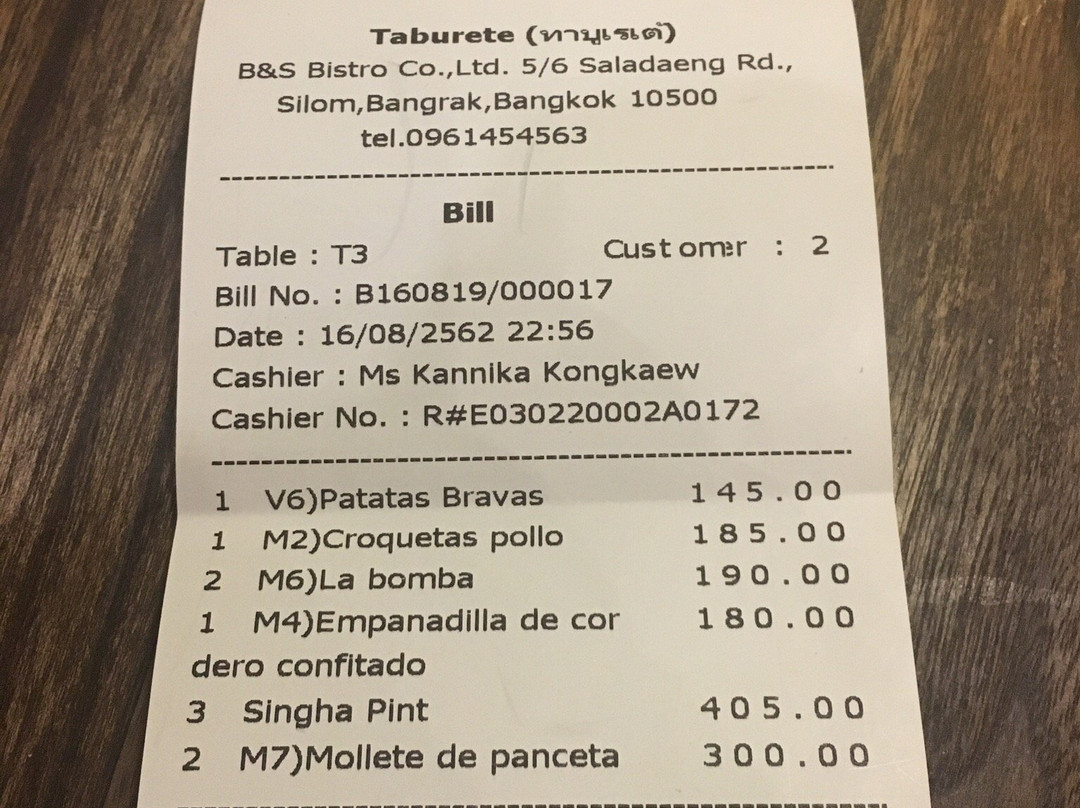 Taburete (ทาบูเรเต้)
B&S Bistro Co.,Ltd. 5/6 Saladaeng Rd.,
Silom,Bangrak,Bangkok 10500
tel.0961454563
Bill
Table : T3 Customer : 2
Bill No. : B160819/000017
Date : 16/08/2562 22:56
Cashier : Ms Kannika Kongkaew
Cashier No. : R#E030220002A0172
1 V6)Patatas Bravas 145.00
1 M2)Croquetas pollo 185.00
2 M6)La bomba 190.00
1 M4)Empanadilla de cor 180.00
dero confitado
3 Singha Pint 405.00
2 M7)Mollete de panceta 300.00